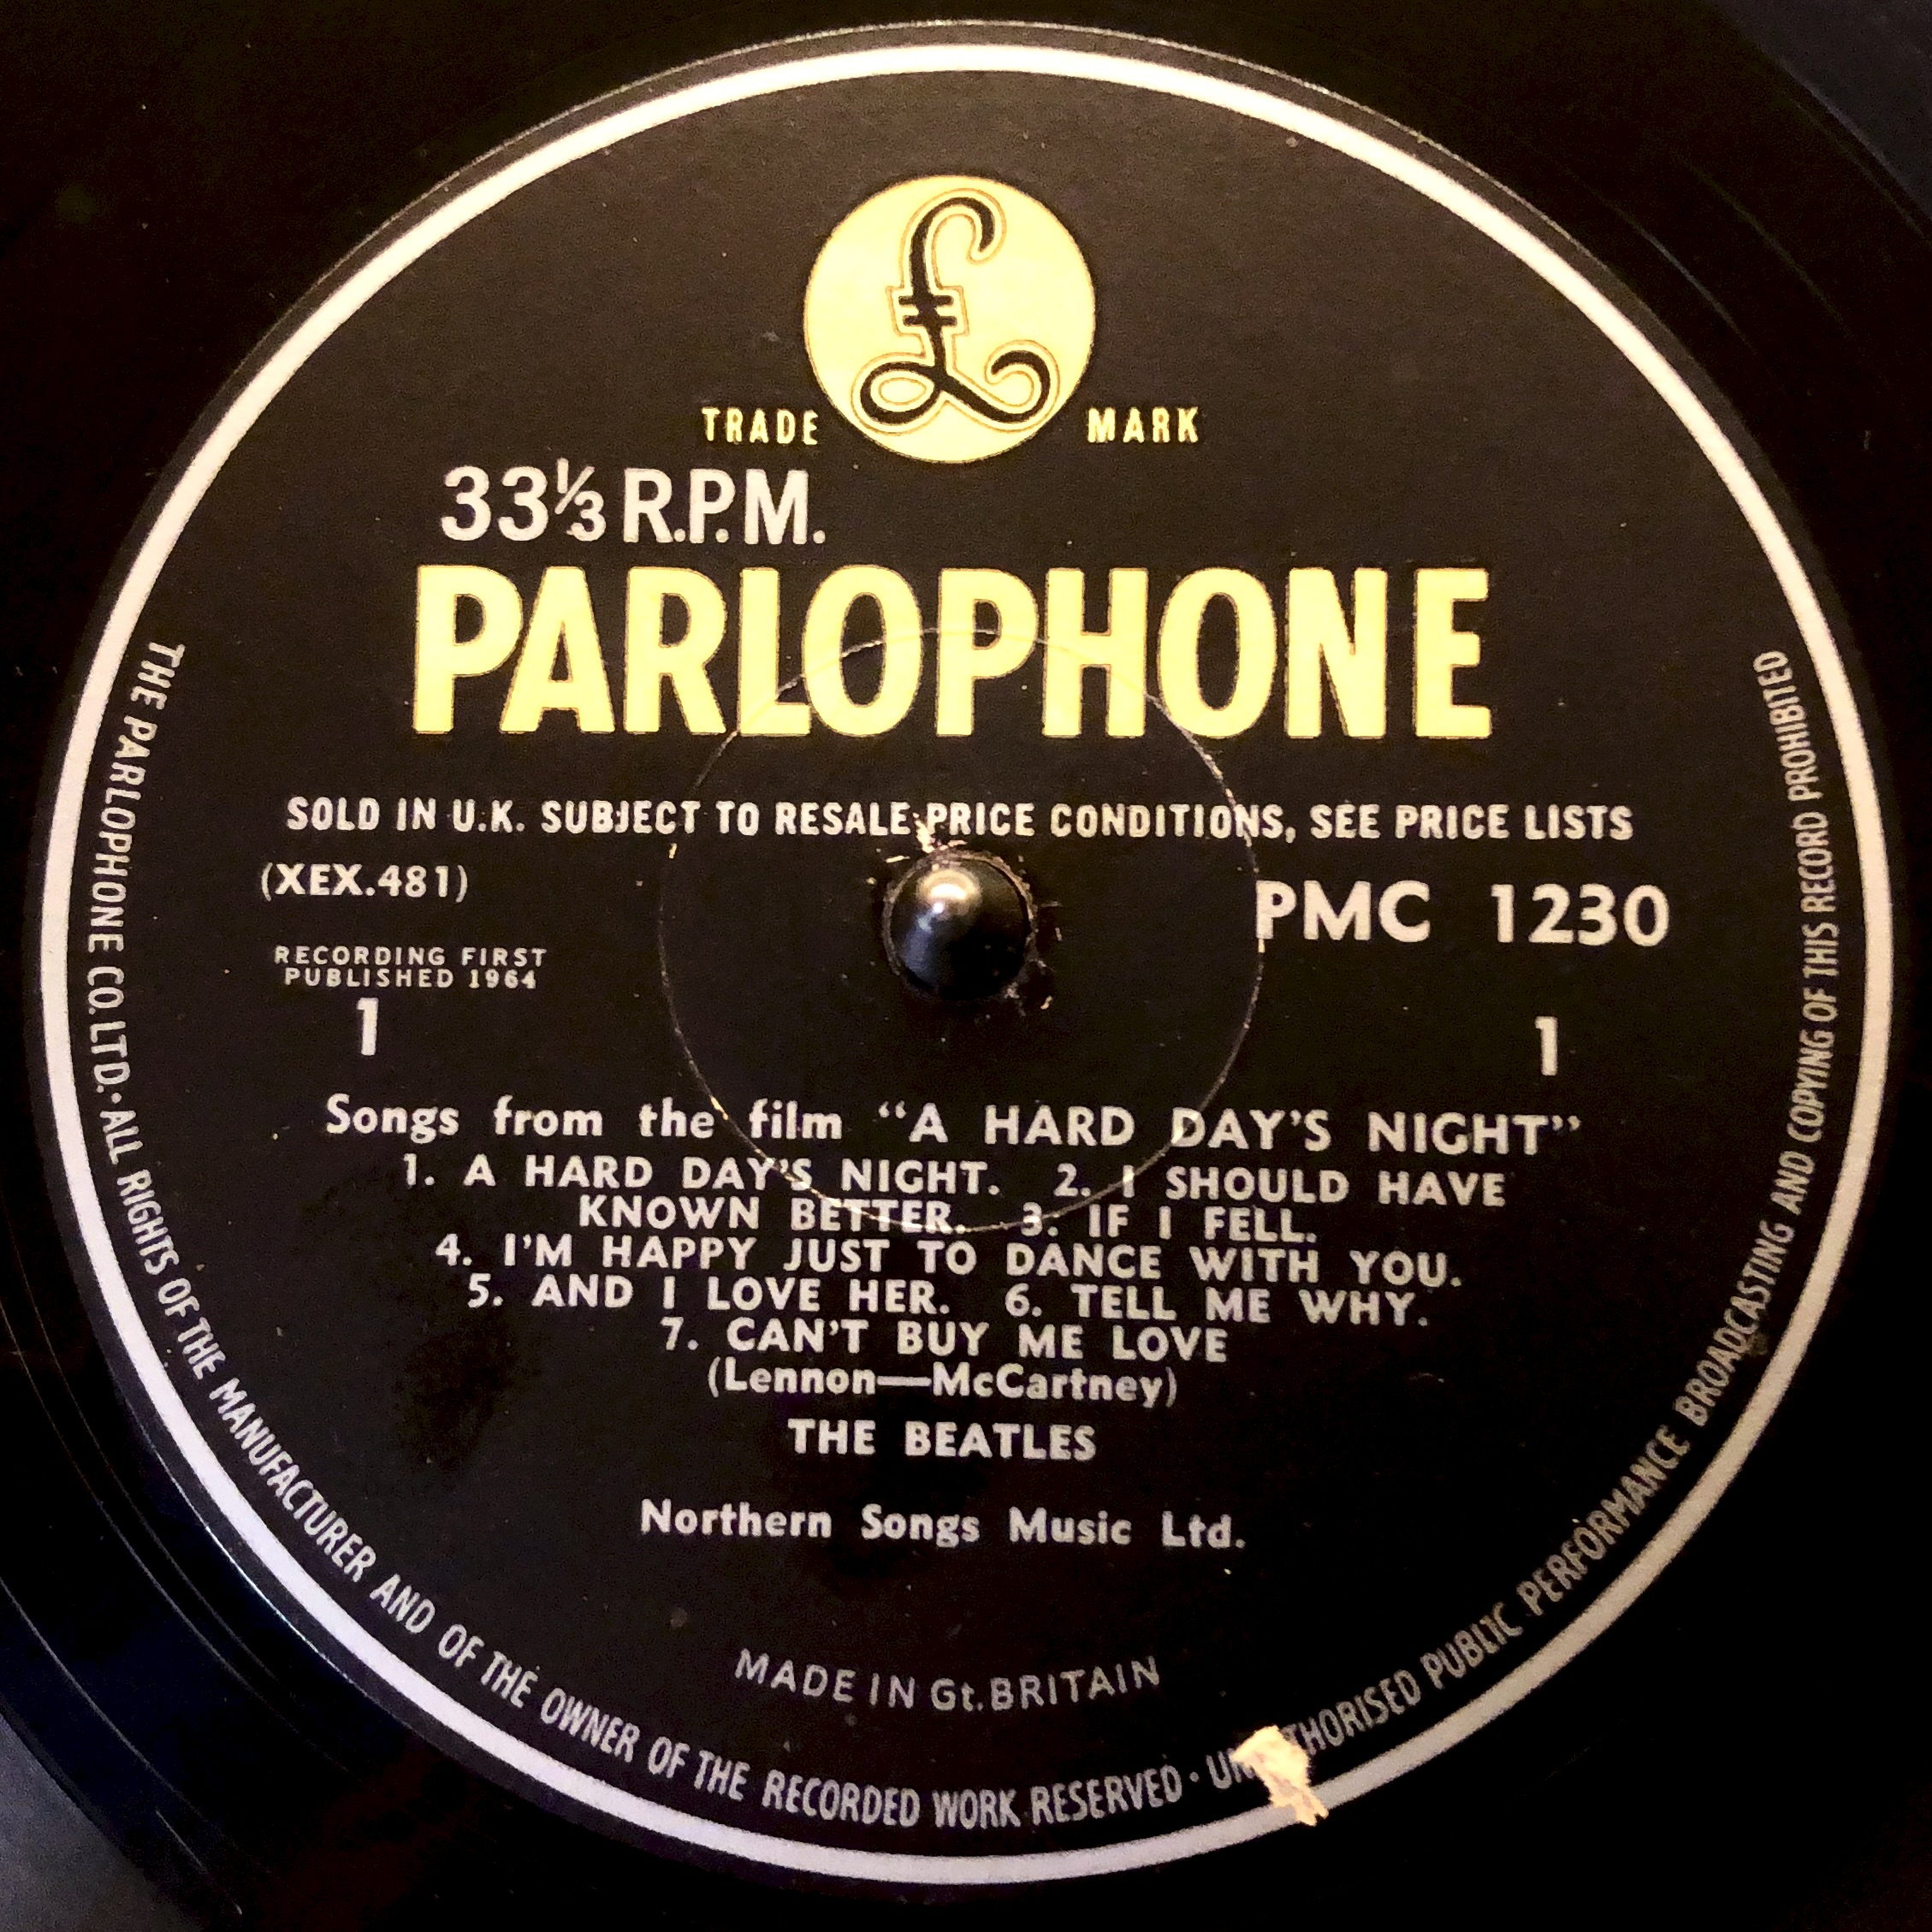 £
TRADE MARK
33⅓ R.P.M.
PARLOPHONE
SOLD IN U.K. SUBJECT TO RESALE PRICE CONDITIONS, SEE PRICE LISTS
(XEX.481)
PMC 1230
RECORDING FIRST
PUBLISHED 1964
1
1
Songs from the film “A HARD DAY’S NIGHT”
1. A HARD DAY’S NIGHT. 2. I SHOULD HAVE
KNOWN BETTER. 3. IF I FELL.
4. I’M HAPPY JUST TO DANCE WITH YOU.
5. AND I LOVE HER. 6. TELL ME WHY.
7. CAN’T BUY ME LOVE
(Lennon—McCartney)
THE BEATLES
Northern Songs Music Ltd.
MADE IN Gt. BRITAIN
THE PARLOPHONE CO. LTD. · ALL RIGHTS OF THE MANUFACTURER AND OF THE OWNER OF THE RECORDED WORK RESERVED · UNAUTHORISED PUBLIC PERFORMANCE BROADCASTING AND COPYING OF THIS RECORD PROHIBITED